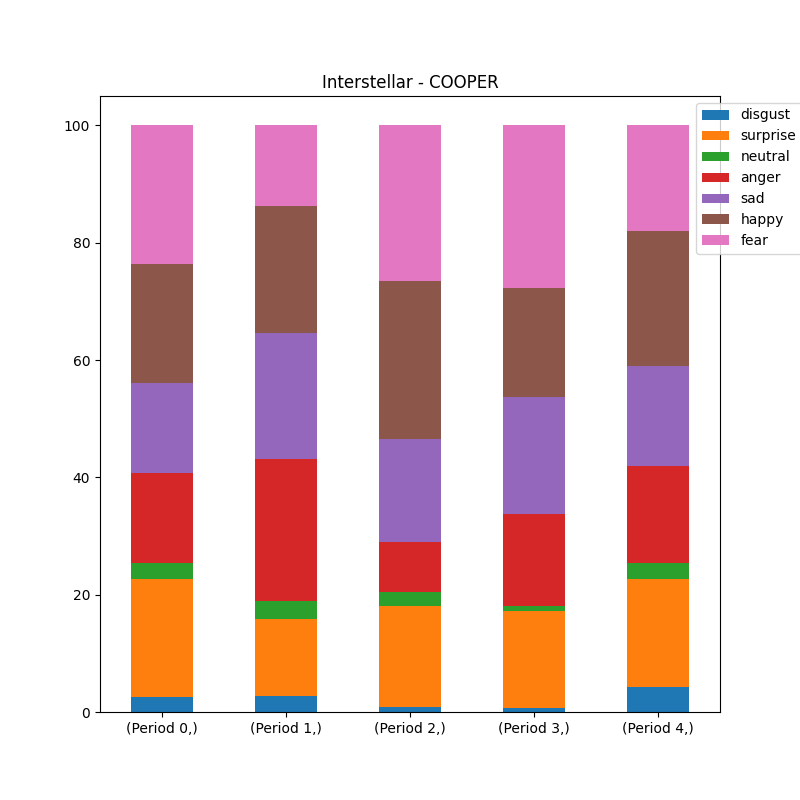 Interstellar - COOPER
100
80
60
40
20
0
(Period 0,) (Period 1,) (Period 2,) (Period 3,) (Period 4,)
disgust
surprise
neutral
anger
sad
happy
fear